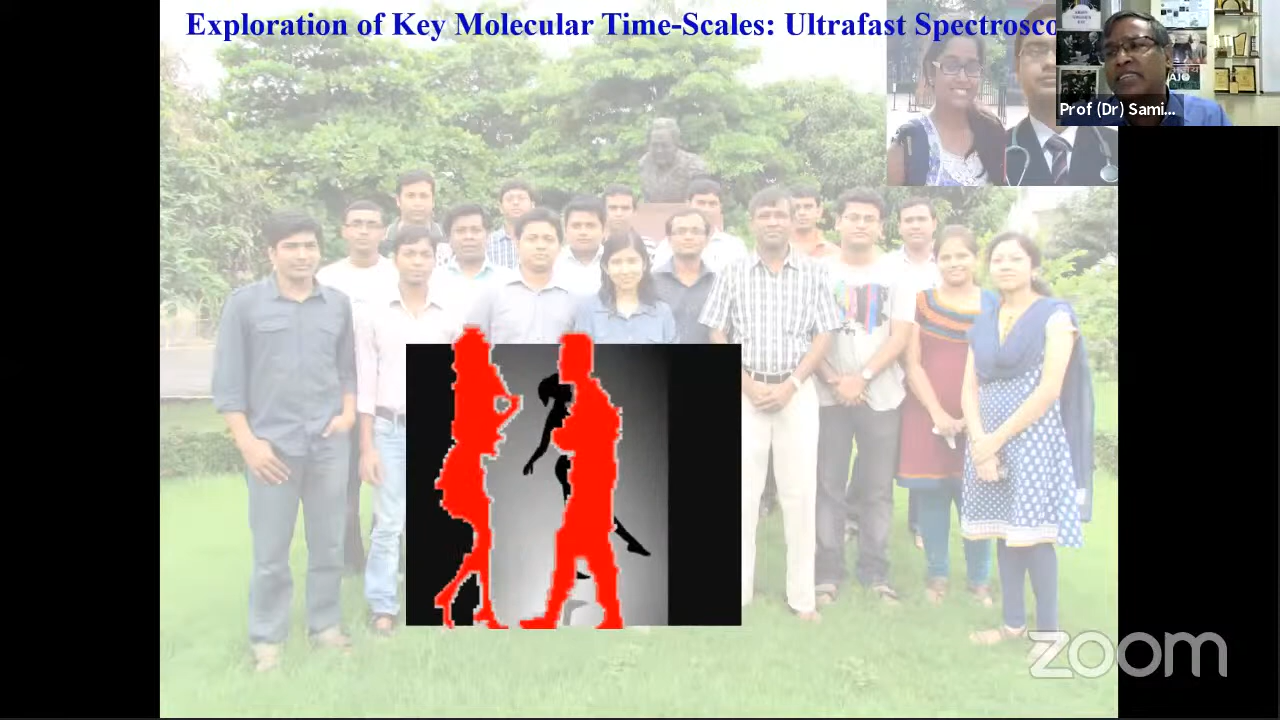 Exploration of Key Molecular Time-Scales: Ultrafast Spectrosco
Prof (Dr) Sami...
zoom